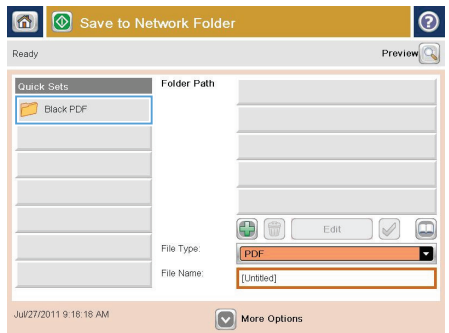 Save to Network Folder
Ready
Preview
Quick Sets
Black PDF
Folder Path
Edit
File Type:
PDF
File Name:
[Untitled]
Jul/27/2011 9:18:18 AM
More Options